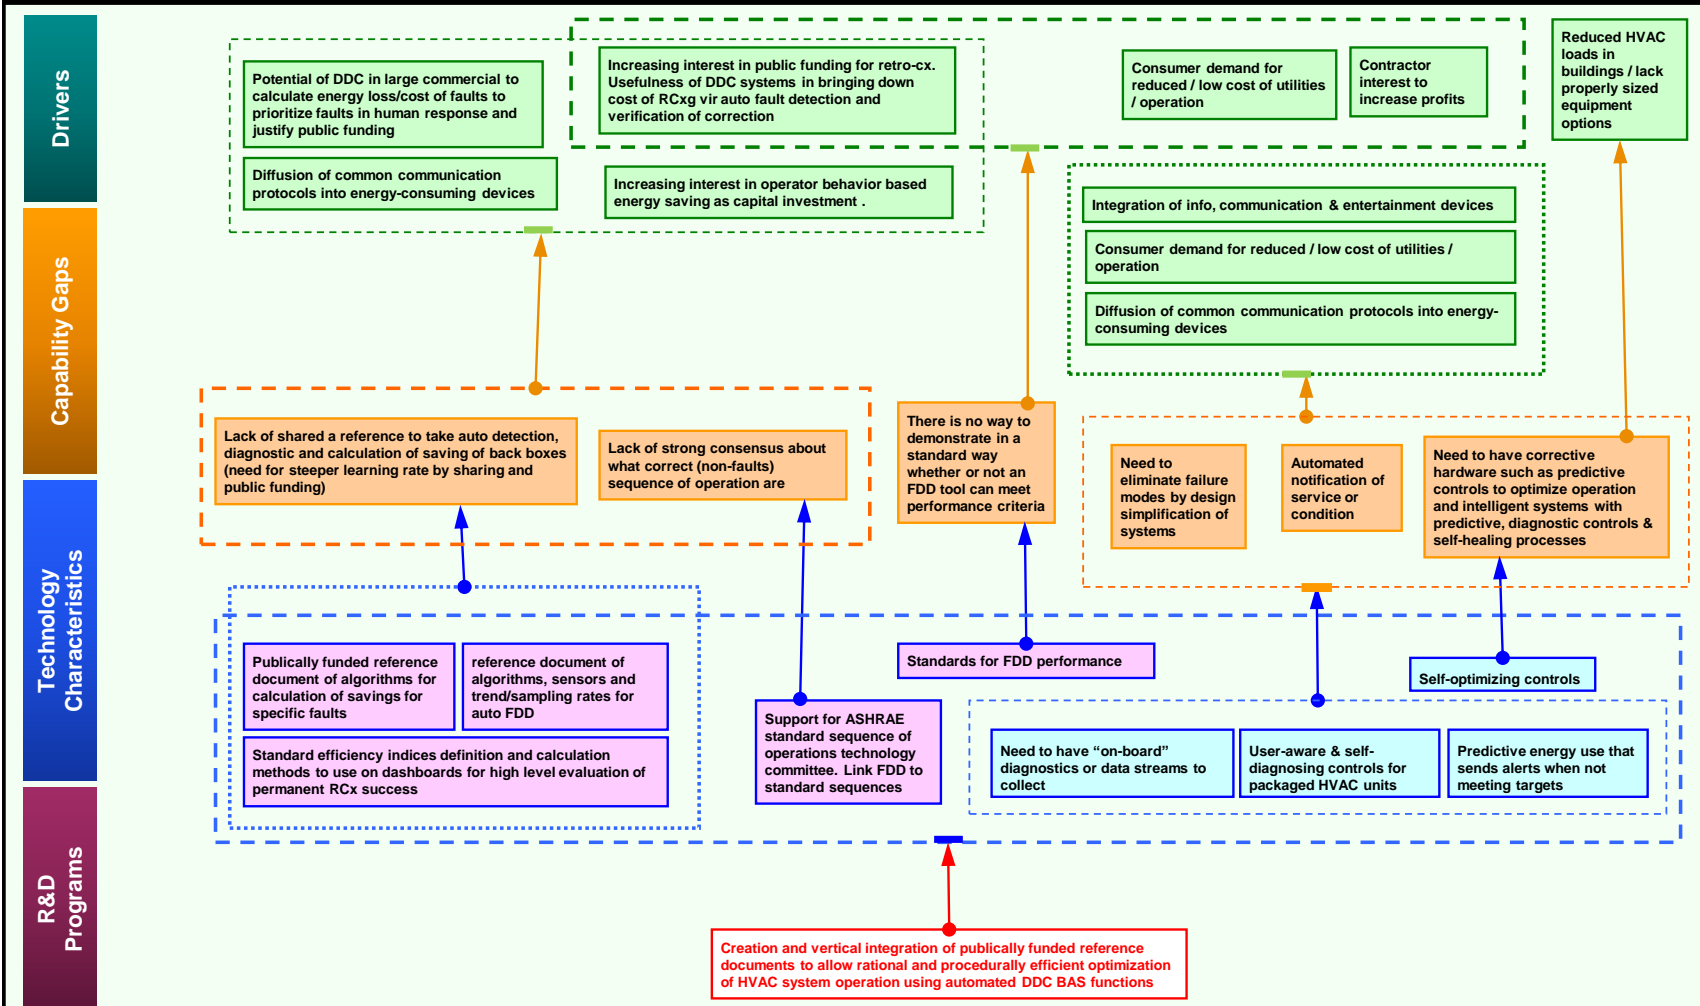 Drivers
Potential of DDC in large commercial to
calculate energy loss/cost of faults to
prioritize faults in human response and
justify public funding
Increasing interest in public funding for retro-cx.
Usefulness of DDC systems in bringing down
cost of RCxg vir auto fault detection and
verification of correction
Consumer demand for
reduced / low cost of utilities
/ operation
Contractor
interest to
increase profits
Reduced HVAC
loads in
buildings / lack
properly sized
equipment
options
Diffusion of common communication
protocols into energy-consuming devices
Increasing interest in operator behavior based
energy saving as capital investment .
Integration of info, communication & entertainment devices
Consumer demand for reduced / low cost of utilities /
operation
Diffusion of common communication protocols into energy-
consuming devices
Capability Gaps
Lack of shared a reference to take auto detection,
diagnostic and calculation of saving of back boxes
(need for steeper learning rate by sharing and
public funding)
Lack of strong consensus about
what correct (non-faults)
sequence of operation are
There is no way to
demonstrate in a
standard way
whether or not an
FDD tool can meet
performance criteria
Need to
eliminate failure
modes by design
simplification of
systems
Automated
notification of
service or
condition
Need to have corrective
hardware such as predictive
controls to optimize operation
and intelligent systems with
predictive, diagnostic controls &
self-healing processes
Technology
Characteristics
Publically funded reference
document of algorithms for
calculation of savings for
specific faults
reference document of
algorithms, sensors and
trend/sampling rates for
auto FDD
Standard efficiency indices definition and calculation
methods to use on dashboards for high level evaluation of
permanent RCx success
Support for ASHRAE
standard sequence of
operations technology
committee. Link FDD to
standard sequences
Standards for FDD performance
Self-optimizing controls
Need to have “on-board”
diagnostics or data streams to
collect
User-aware & self-
diagnosing controls for
packaged HVAC units
Predictive energy use that
sends alerts when not
meeting targets
R&D
Programs
Creation and vertical integration of publically funded reference
documents to allow rational and procedurally efficient optimization
of HVAC system operation using automated DDC BAS functions